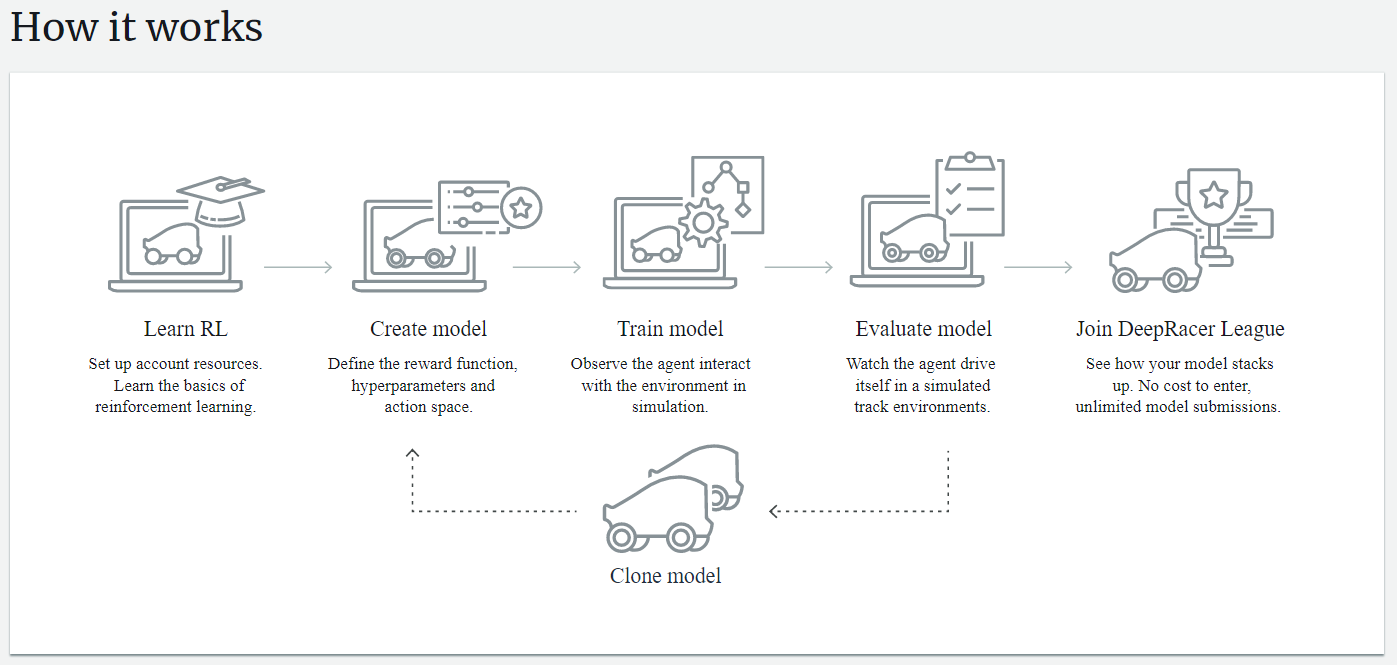 How it works
Learn RL
Set up account resources.
Learn the basics of
reinforcement learning.
Create model
Define the reward function,
hyperparameters and
action space.
Train model
Observe the agent interact
with the environment in
simulation.
Evaluate model
Watch the agent drive
itself in a simulated
track environments.
Join DeepRacer League
See how your model stacks
up. No cost to enter,
unlimited model submissions.
Clone model